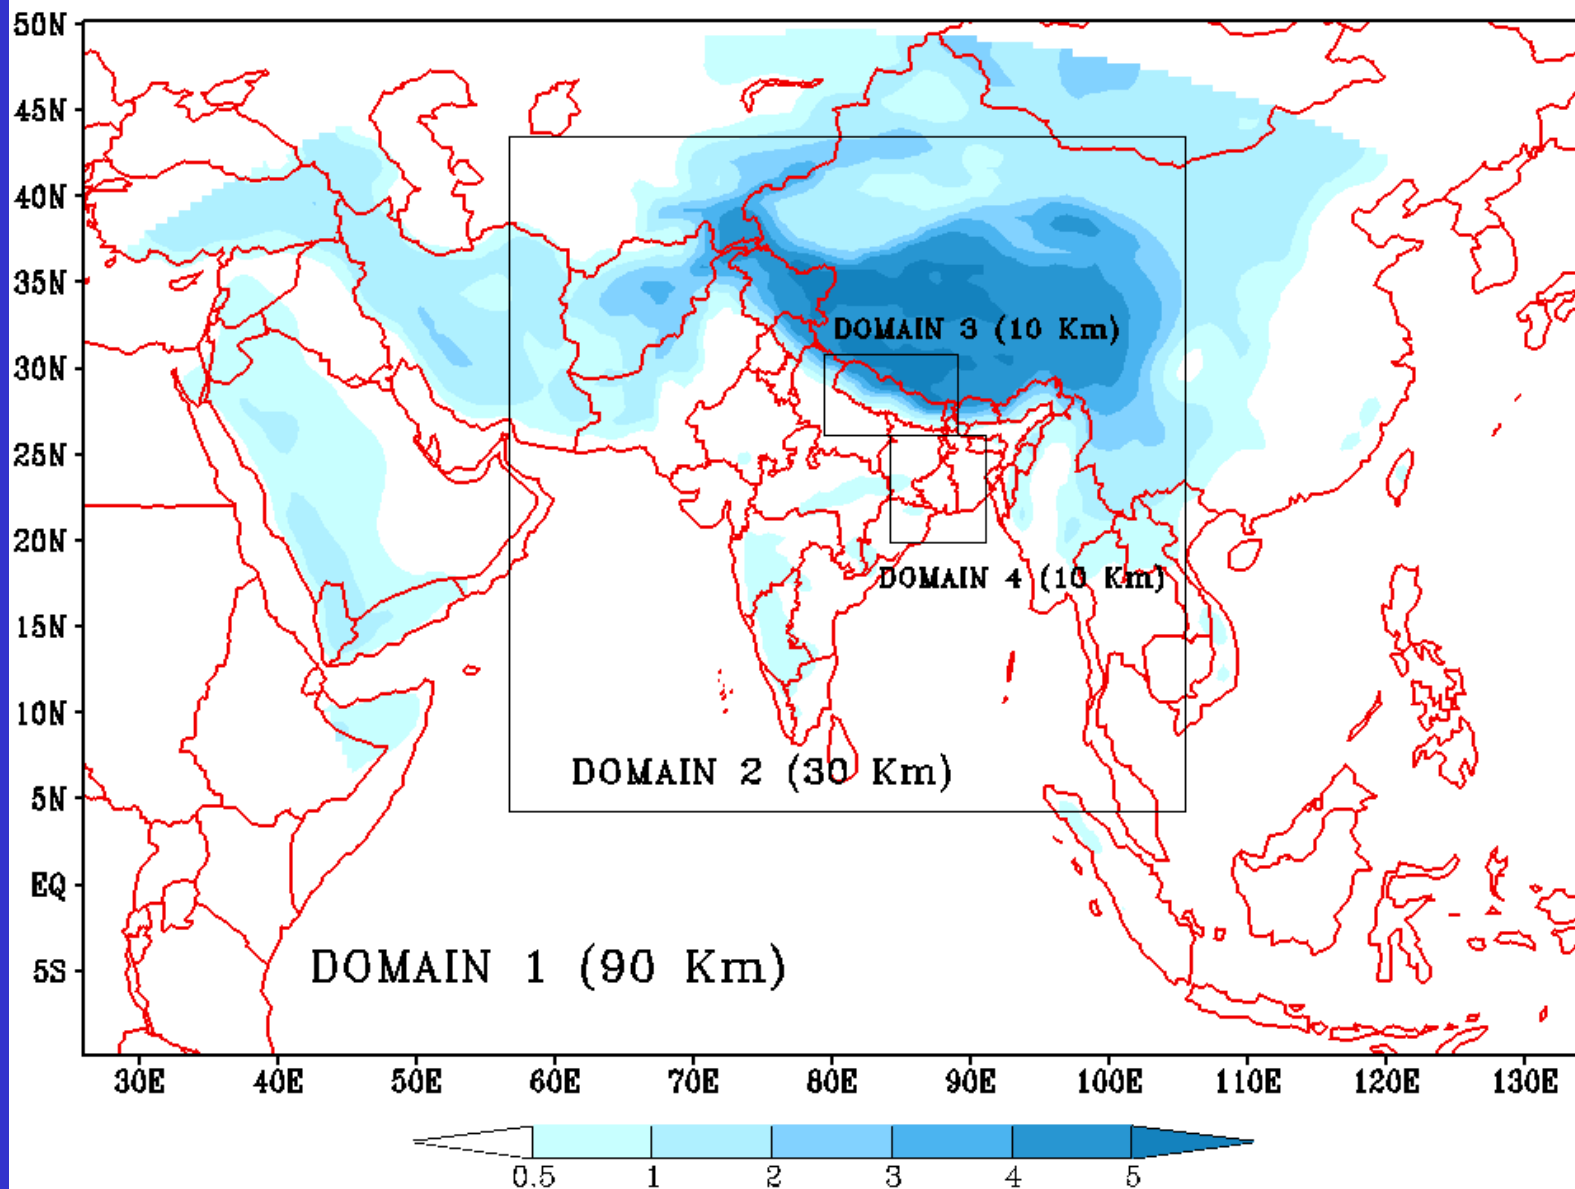 50N
45N
40N
35N
30N
25N
20N
15N
10N
5N
EQ
5S
DOMAIN 3 (10 Km)
DOMAIN 4 (10 Km)
DOMAIN 2 (30 Km)
DOMAIN 1 (90 Km)
30E 40E 50E 60E 70E 80E 90E 100E 110E 120E 130E
0.5 1 2 3 4 5